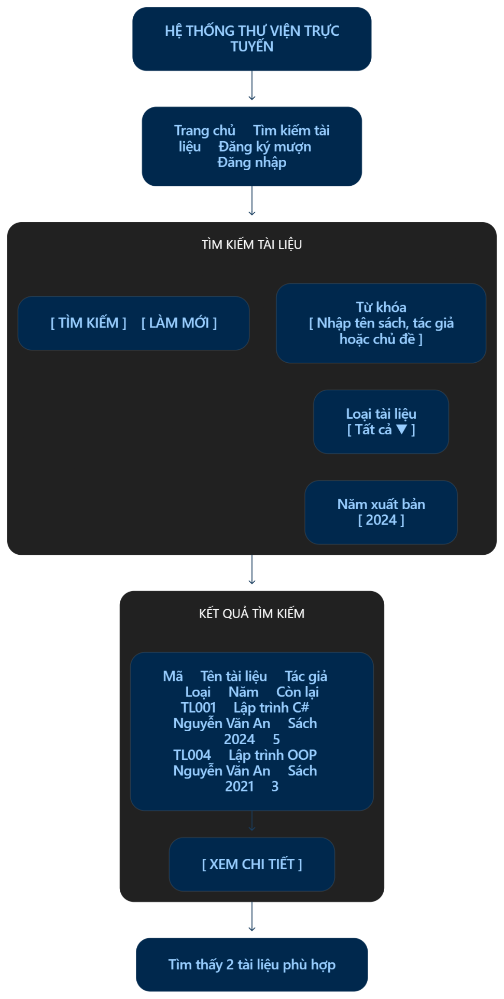 HỆ THỐNG THƯ VIỆN TRỰC
TUYẾN
Trang chủ Tìm kiếm tài
liệu Đăng ký mượn
Đăng nhập
TÌM KIẾM TÀI LIỆU
[ TÌM KIẾM ] [ LÀM MỚI ]
Từ khóa
[ Nhập tên sách, tác giả
hoặc chủ đề ]
Loại tài liệu
[ Tất cả ▼ ]
Năm xuất bản
[ 2024 ]
KẾT QUẢ TÌM KIẾM
Mã Tên tài liệu Tác giả
Loại Năm Còn lại
TL001 Lập trình C#
Nguyễn Văn An Sách
2024 5
TL004 Lập trình OOP
Nguyễn Văn An Sách
2021 3
[ XEM CHI TIẾT ]
Tìm thấy 2 tài liệu phù hợp